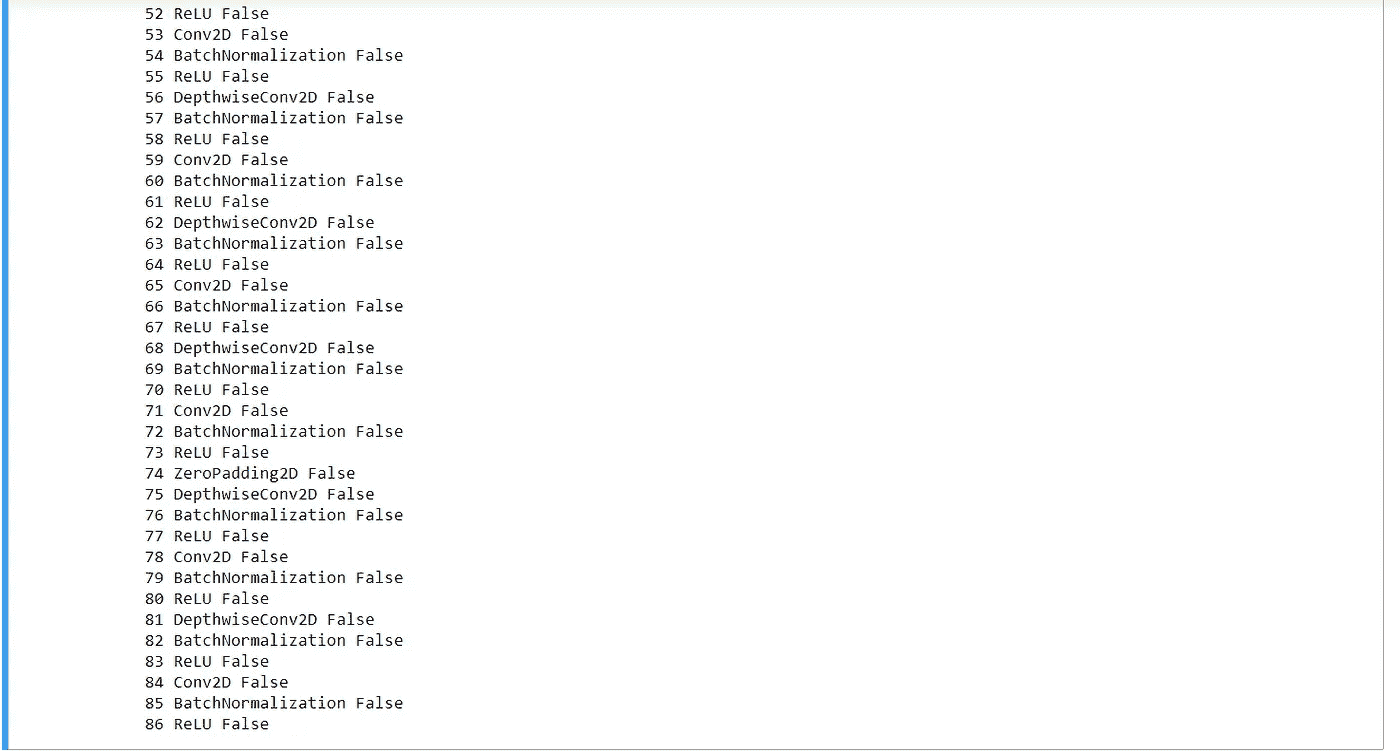 52 ReLU False
53 Conv2D False
54 BatchNormalization False
55 ReLU False
56 DepthwiseConv2D False
57 BatchNormalization False
58 ReLU False
59 Conv2D False
60 BatchNormalization False
61 ReLU False
62 DepthwiseConv2D False
63 BatchNormalization False
64 ReLU False
65 Conv2D False
66 BatchNormalization False
67 ReLU False
68 DepthwiseConv2D False
69 BatchNormalization False
70 ReLU False
71 Conv2D False
72 BatchNormalization False
73 ReLU False
74 ZeroPadding2D False
75 DepthwiseConv2D False
76 BatchNormalization False
77 ReLU False
78 Conv2D False
79 BatchNormalization False
80 ReLU False
81 DepthwiseConv2D False
82 BatchNormalization False
83 ReLU False
84 Conv2D False
85 BatchNormalization False
86 ReLU False